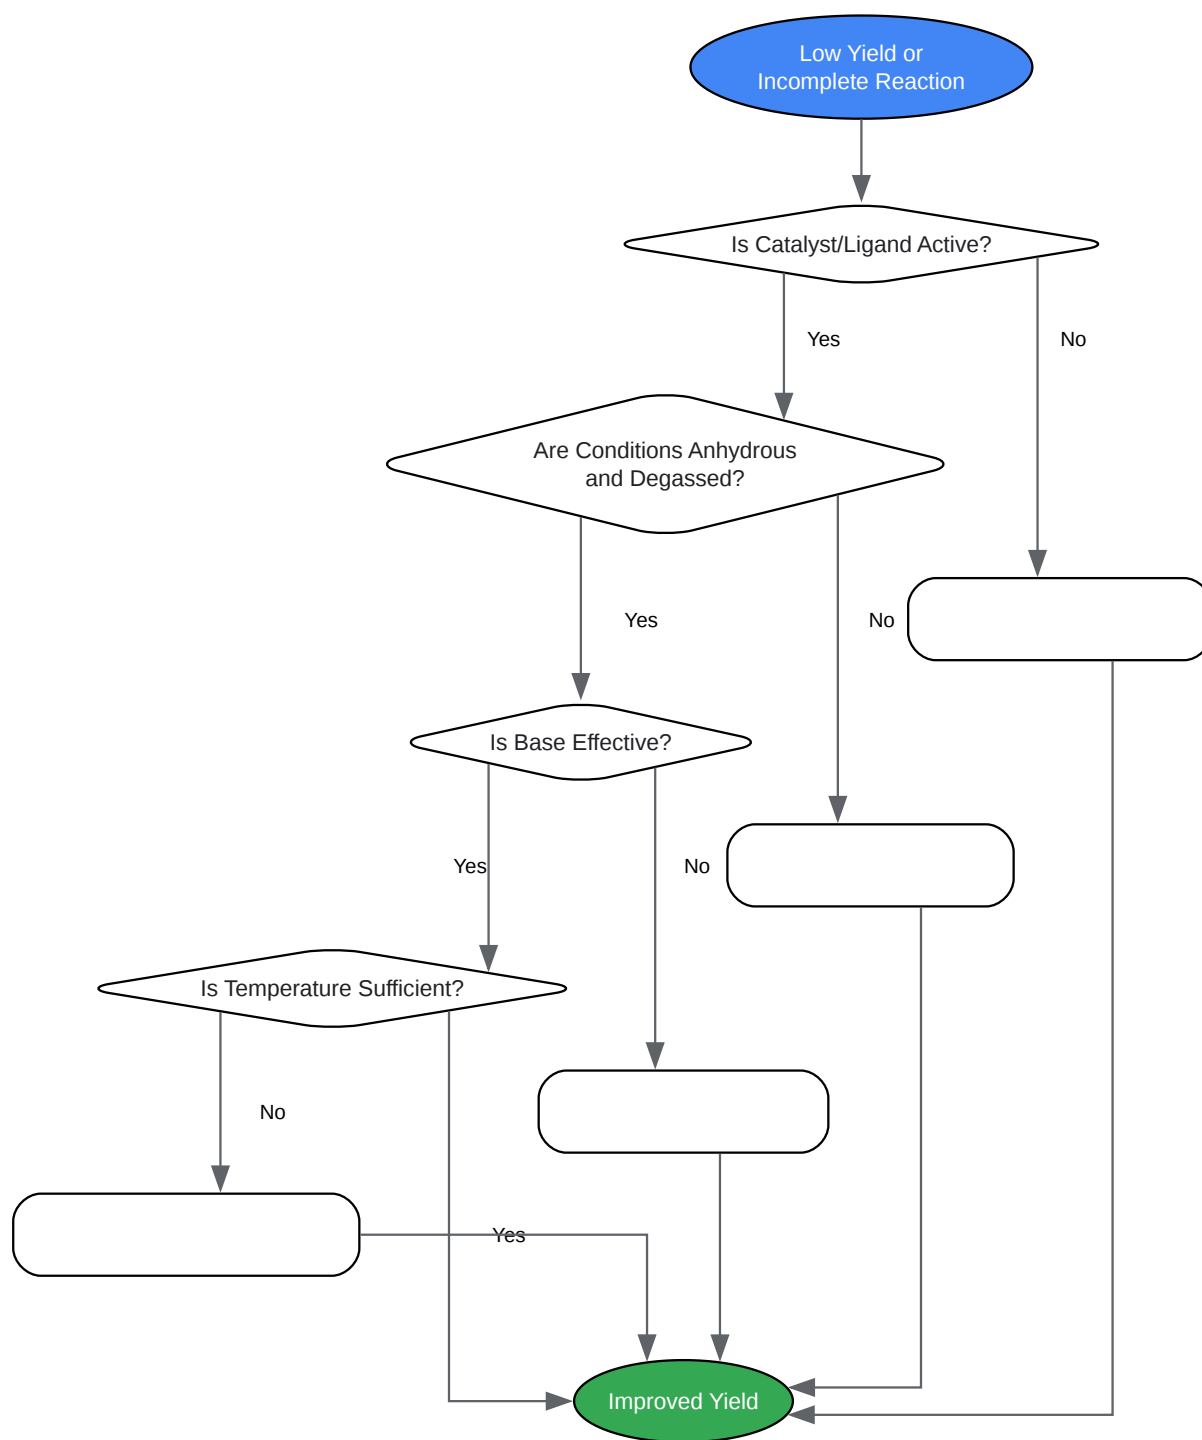 Low Yield or
Incomplete Reaction
Is Catalyst/Ligand Active?
Yes
No
Are Conditions Anhydrous
and Degassed?
Yes
No
Is Base Effective?
Yes
No
Is Temperature Sufficient?
No
Yes
Improved Yield